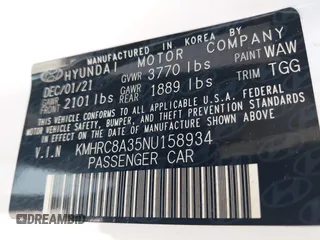 MANUFACTURED IN KOREA BY
HYUNDAI MOTOR COMPANY
DEC/01/21 GVWR 3770 lbs PAINT WAW
GAWR FRT 2101 lbs GAWR RR 1889 lbs TRIM TGG
THIS VEHICLE CONFORMS TO ALL APPLICABLE U.S.A. FEDERAL
MOTOR VEHICLE SAFETY, BUMPER, AND THEFT PREVENTION STANDARDS
IN EFFECT ON THE DATE OF MANUFACTURE SHOWN ABOVE.
V.I.N KMHRC8A35NU158934
PASSENGER CAR
DREAMBID